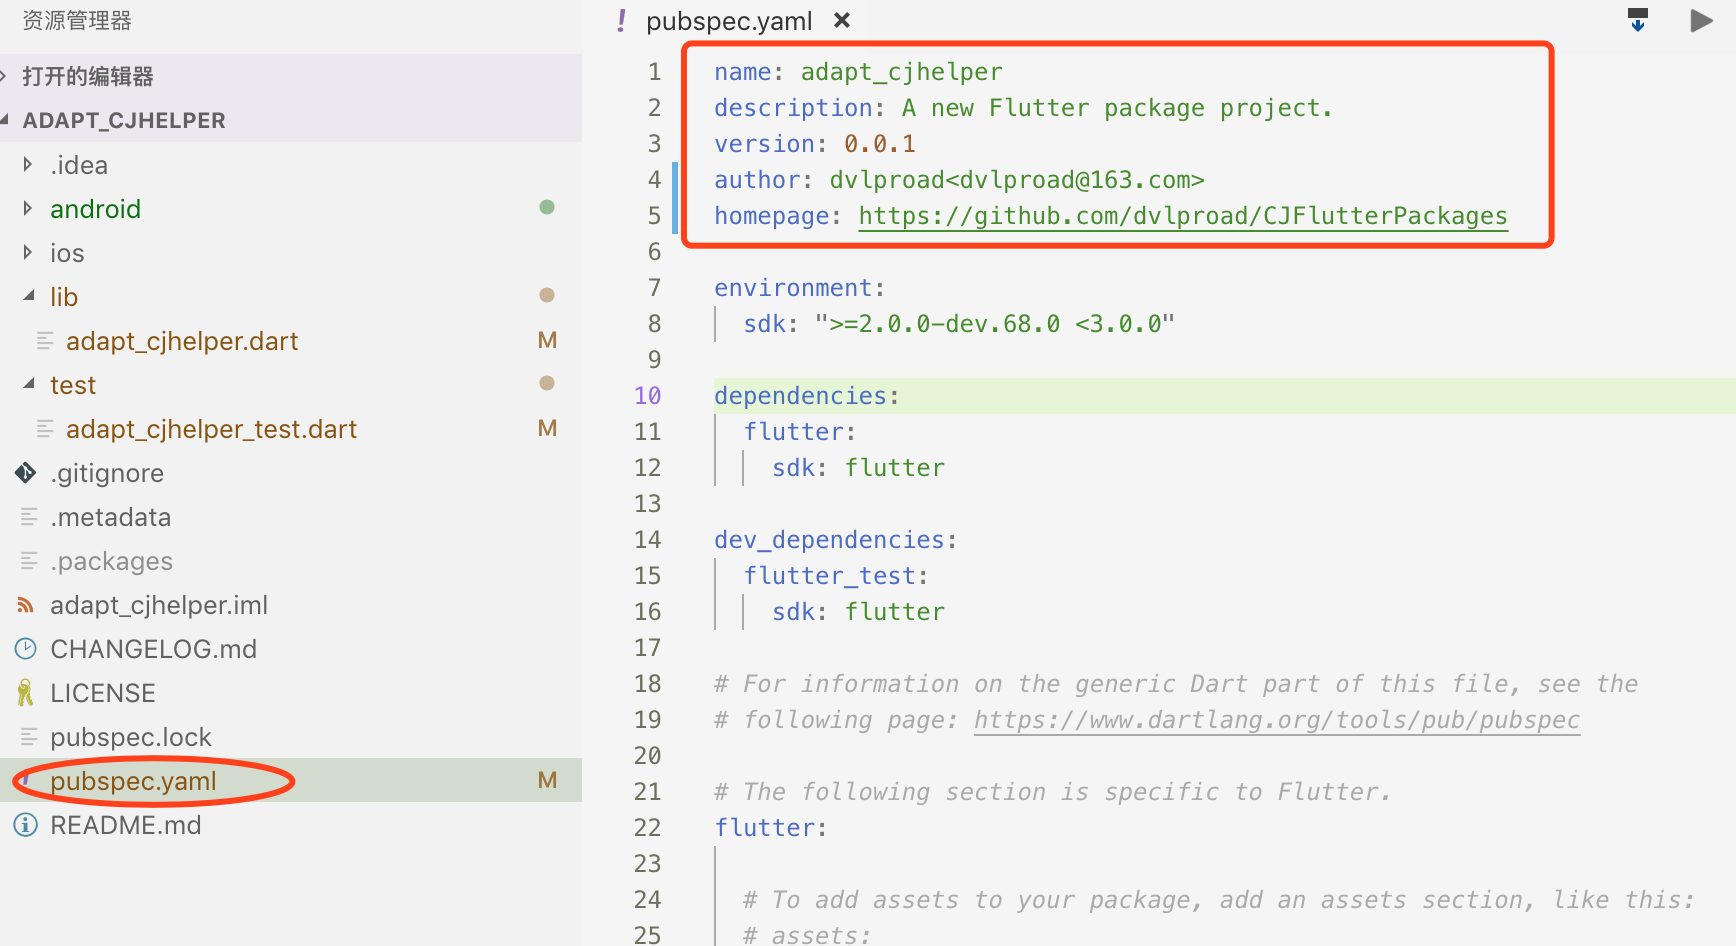 资源管理器
打开的编辑器
ADAPT_CJHELPER
.idea
android
ios
lib
adapt_cjhelper.dart M
test
adapt_cjhelper_test.dart M
.gitignore
.metadata
.packages
adapt_cjhelper.iml
CHANGELOG.md
LICENSE
pubspec.lock
pubspec.yaml M
README.md
! pubspec.yaml ×
1 name: adapt_cjhelper
2 description: A new Flutter package project.
3 version: 0.0.1
4 author: dvlproad<dvlproad@163.com>
5 homepage: https://github.com/dvlproad/CJFlutterPackages
6
7 environment:
8 sdk: ">=2.0.0-dev.68.0 <3.0.0"
9
10 dependencies:
11 flutter:
12 sdk: flutter
13
14 dev_dependencies:
15 flutter_test:
16 sdk: flutter
17
18 # For information on the generic Dart part of this file, see the
19 # following page: https://www.dartlang.org/tools/pub/pubspec
20
21 # The following section is specific to Flutter.
22 flutter:
23
24 # To add assets to your package, add an assets section, like this:
25 # assets: